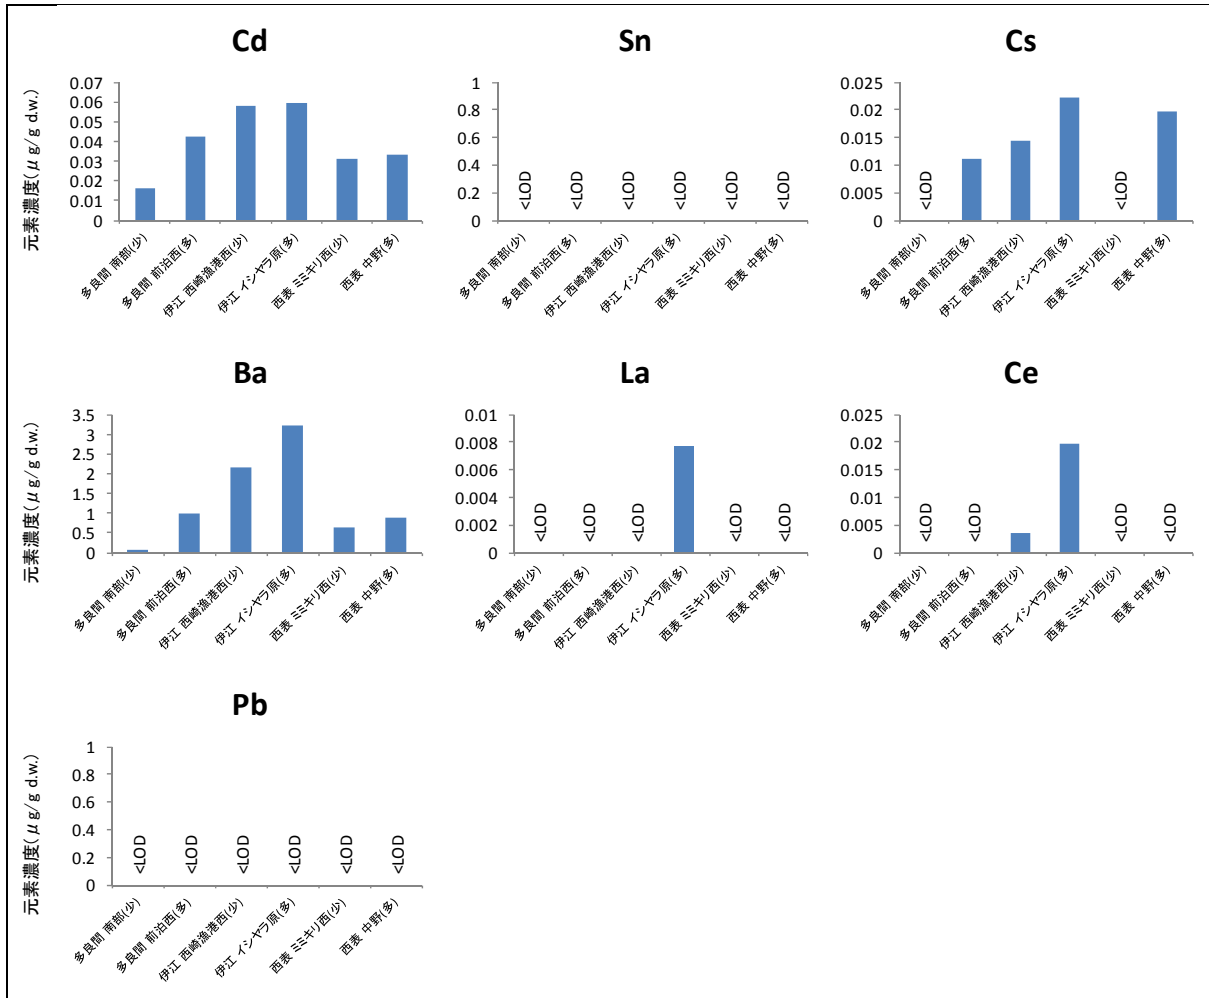 Cd
元素濃度(μg/g d.w.)
0.07
0.06
0.05
0.04
0.03
0.02
0.01
0
多良間 南部(少)
多良間 前泊西(多)
伊江 西崎漁港西(少)
伊江 イシヤラ原(多)
西表 ミミキリ西(少)
西表 中野(多)
Sn
1
0.8
0.6
0.4
0.2
0
<LOD
<LOD
<LOD
<LOD
<LOD
<LOD
多良間 南部(少)
多良間 前泊西(多)
伊江 西崎漁港西(少)
伊江 イシヤラ原(多)
西表 ミミキリ西(少)
西表 中野(多)
Cs
0.025
0.02
0.015
0.01
0.005
0
<LOD
<LOD
多良間 南部(少)
多良間 前泊西(多)
伊江 西崎漁港西(少)
伊江 イシヤラ原(多)
西表 ミミキリ西(少)
西表 中野(多)
Ba
元素濃度(μg/g d.w.)
3.5
3
2.5
2
1.5
1
0.5
0
多良間 南部(少)
多良間 前泊西(多)
伊江 西崎漁港西(少)
伊江 イシヤラ原(多)
西表 ミミキリ西(少)
西表 中野(多)
La
0.01
0.008
0.006
0.004
0.002
0
<LOD
<LOD
<LOD
<LOD
<LOD
多良間 南部(少)
多良間 前泊西(多)
伊江 西崎漁港西(少)
伊江 イシヤラ原(多)
西表 ミミキリ西(少)
西表 中野(多)
Ce
0.025
0.02
0.015
0.01
0.005
0
<LOD
<LOD
<LOD
<LOD
多良間 南部(少)
多良間 前泊西(多)
伊江 西崎漁港西(少)
伊江 イシヤラ原(多)
西表 ミミキリ西(少)
西表 中野(多)
Pb
元素濃度(μg/g d.w.)
1
0.8
0.6
0.4
0.2
0
<LOD
<LOD
<LOD
<LOD
<LOD
<LOD
多良間 南部(少)
多良間 前泊西(多)
伊江 西崎漁港西(少)
伊江 イシヤラ原(多)
西表 ミミキリ西(少)
西表 中野(多)